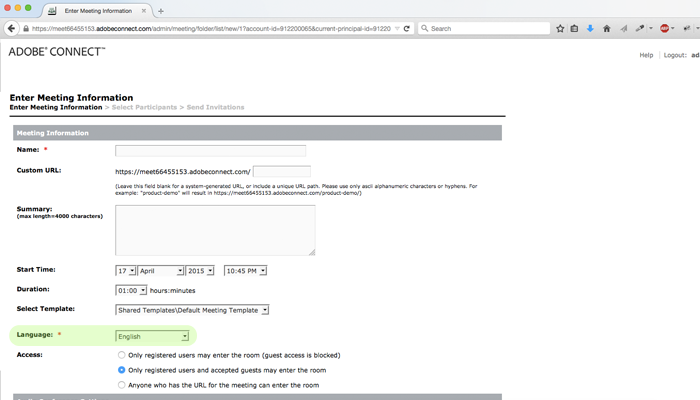 Enter Meeting Information
https://meet66455153.adobeconnect.com/admin/meeting/folder/list/new/1?account-id=912200065&current-principal-id=91220
Search
ABP
ADOBE® CONNECT™
Help Logout: ad
Enter Meeting Information
Enter Meeting Information > Select Participants > Send Invitations
Meeting Information
Name: *
Custom URL: https://meet66455153.adobeconnect.com/
(Leave this field blank for a system-generated URL, or include a unique URL path. Please use only ascii alphanumeric characters or hyphens. For
example: "product-demo" will result in https://meet66455153.adobeconnect.com/product-demo/)
Summary:
(max length=4000 characters)
Start Time: 17 April 2015 10:45 PM
Duration: 01:00 hours:minutes
Select Template: Shared Templates\Default Meeting Template
Language: * English
Access: Only registered users may enter the room (guest access is blocked)
Only registered users and accepted guests may enter the room
Anyone who has the URL for the meeting can enter the room